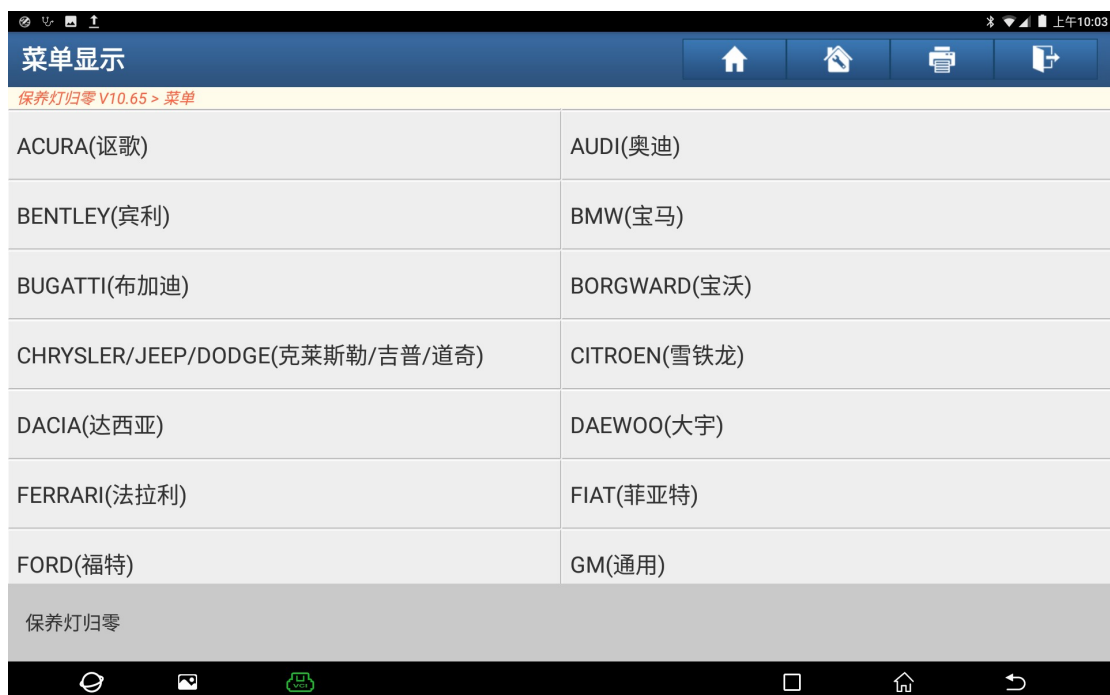 上午10:03
菜单显示
保养灯归零 V10.65 > 菜单
ACURA(讴歌)
AUDI(奥迪)
BENTLEY(宾利)
BMW(宝马)
BUGATTI(布加迪)
BORGWARD(宝沃)
CHRYSLER/JEEP/DODGE(克莱斯勒/吉普/道奇)
CITROEN(雪铁龙)
DACIA(达西亚)
DAEWOO(大宇)
FERRARI(法拉利)
FIAT(菲亚特)
FORD(福特)
GM(通用)
保养灯归零
VCI